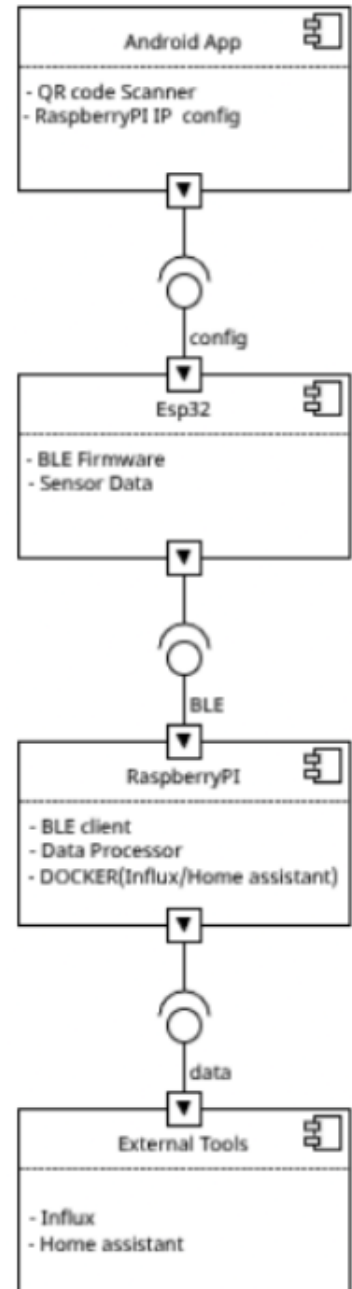 Android App
- QR code Scanner
- RaspberryPI IP config
config
Esp32
- BLE Firmware
- Sensor Data
BLE
RaspberryPI
- BLE client
- Data Processor
- DOCKER(Influx/Home assistant)
data
External Tools
- Influx
- Home assistant